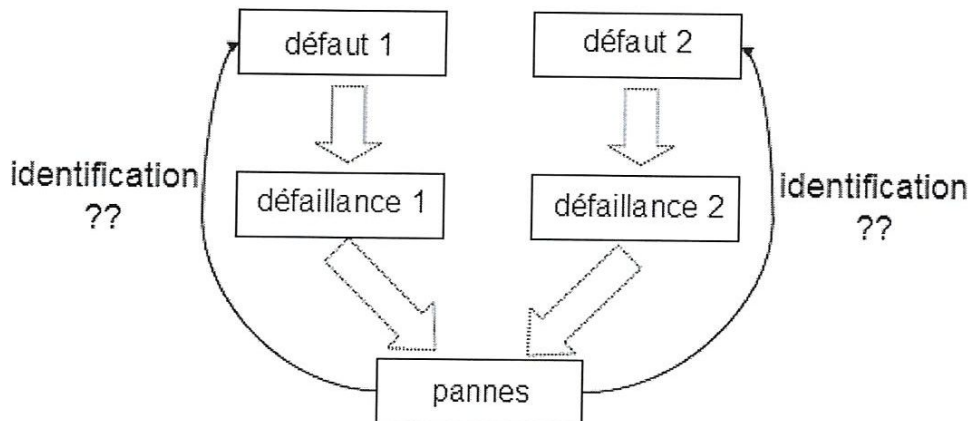 défaut 1
défaut 2
identification
??
défaillance 1
défaillance 2
identification
??
pannes